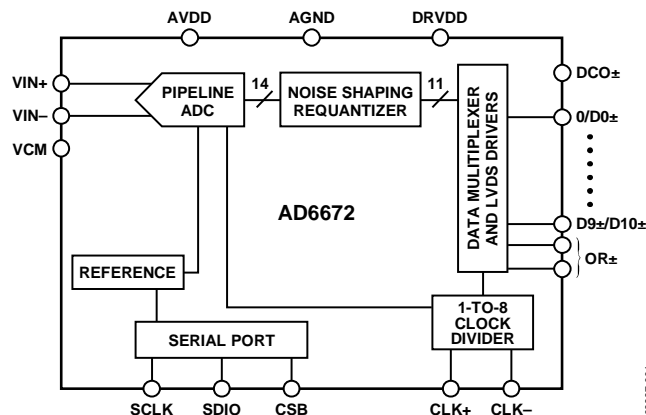 AVDD AGND DRVDD
VIN+
VIN–
VCM
PIPELINE
ADC
14
NOISE SHAPING
REQUANTIZER
11
DATA MULITIPLEXER
AND LVDS DRIVERS
DCO±
0/D0±
D9±/D10±
OR±
AD6672
REFERENCE
SERIAL PORT
1-TO-8
CLOCK
DIVIDER
SCLK SDIO CSB CLK+ CLK–